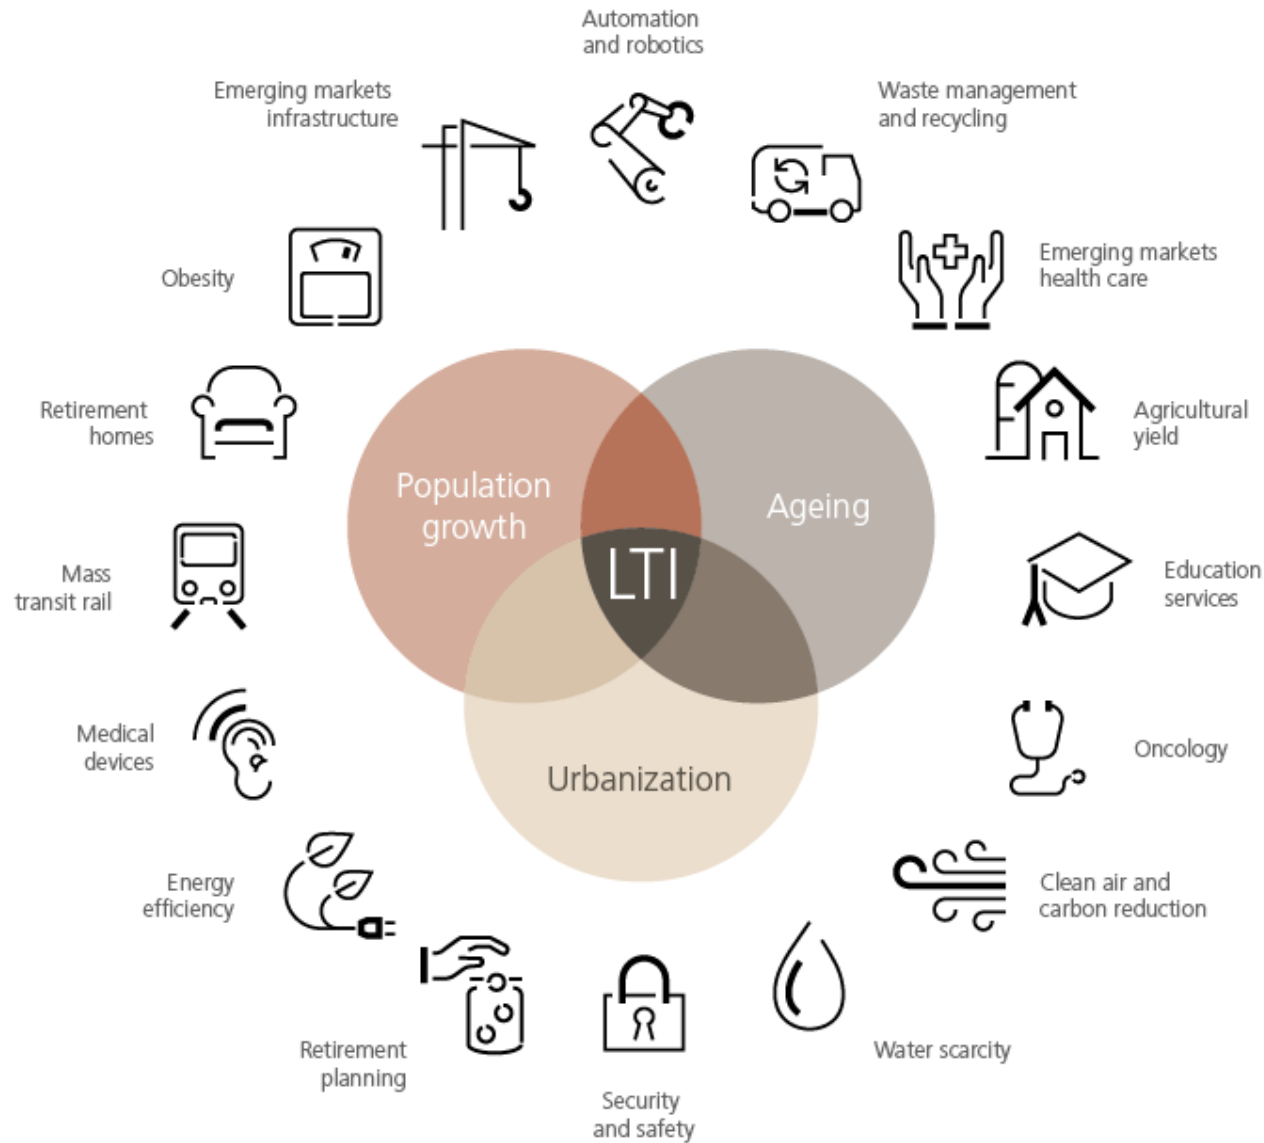 Automation
and robotics
Emerging markets
infrastructure
Waste management
and recycling
Obesity
Emerging markets
health care
Retirement
homes
Agricultural
yield
Population
growth
Ageing
LTI
Mass
transit rail
Education
services
Medical
devices
Oncology
Urbanization
Energy
efficiency
Clean air and
carbon reduction
Retirement
planning
Water scarcity
Security
and safety